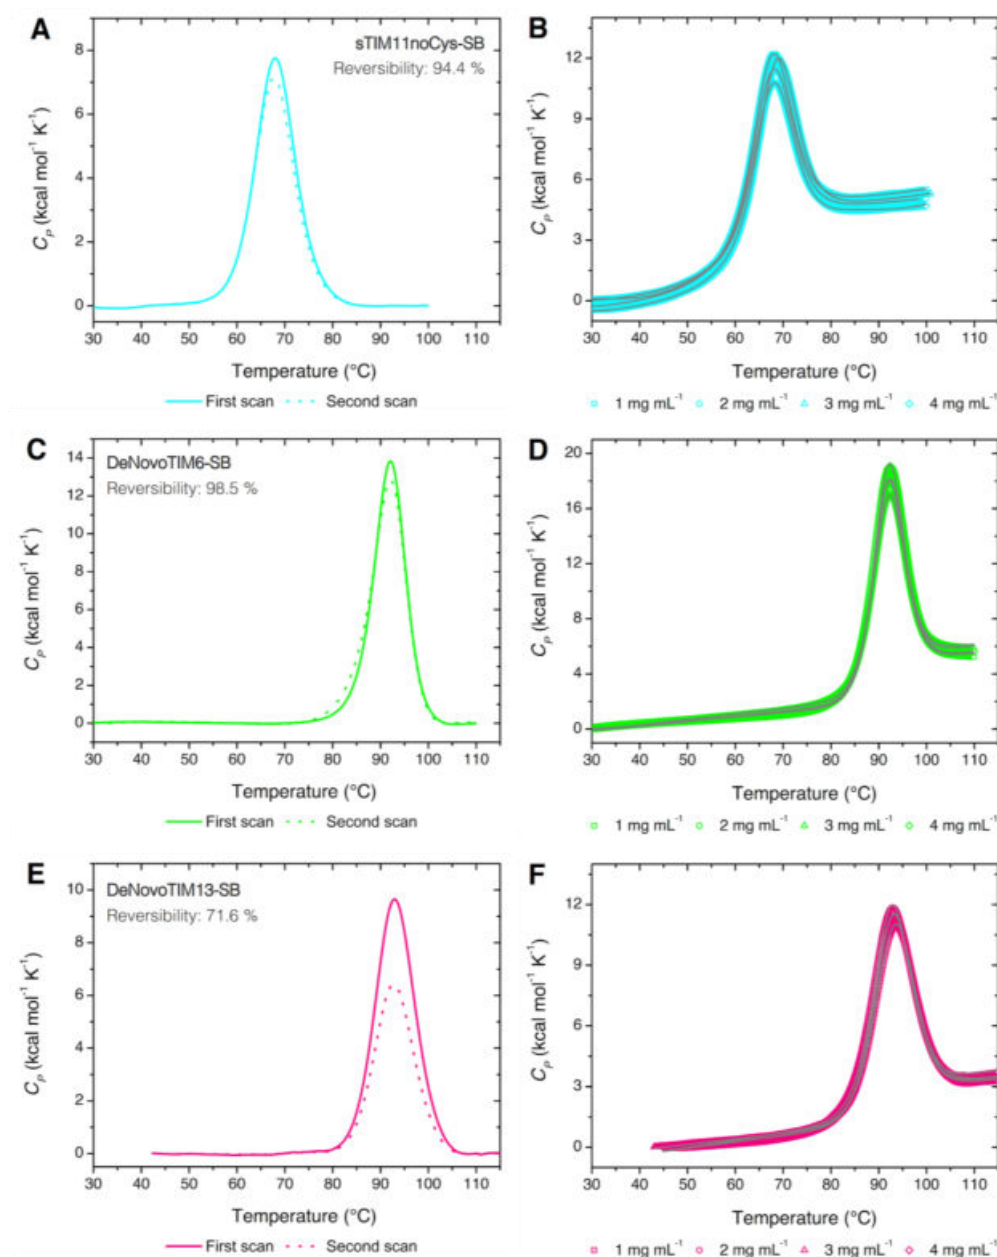 A
sTIM11noCys-SB
Reversibility: 94.4 %
8
6
4
2
0
C_P (kcal mol⁻¹ K⁻¹)
30 40 50 60 70 80 90 100 110
Temperature (°C)
First scan Second scan
B
12
9
6
3
0
C_P (kcal mol⁻¹ K⁻¹)
30 40 50 60 70 80 90 100 110
Temperature (°C)
1 mg mL⁻¹ 2 mg mL⁻¹ 3 mg mL⁻¹ 4 mg mL⁻¹
C
DeNovoTIM6-SB
Reversibility: 98.5 %
14
12
10
8
6
4
2
0
C_P (kcal mol⁻¹ K⁻¹)
30 40 50 60 70 80 90 100 110
Temperature (°C)
First scan Second scan
D
20
16
12
8
4
0
C_P (kcal mol⁻¹ K⁻¹)
30 40 50 60 70 80 90 100 110
Temperature (°C)
1 mg mL⁻¹ 2 mg mL⁻¹ 3 mg mL⁻¹ 4 mg mL⁻¹
E
DeNovoTIM13-SB
Reversibility: 71.6 %
10
8
6
4
2
0
C_P (kcal mol⁻¹ K⁻¹)
30 40 50 60 70 80 90 100 110
Temperature (°C)
First scan Second scan
F
12
9
6
3
0
C_P (kcal mol⁻¹ K⁻¹)
30 40 50 60 70 80 90 100 110
Temperature (°C)
1 mg mL⁻¹ 2 mg mL⁻¹ 3 mg mL⁻¹ 4 mg mL⁻¹